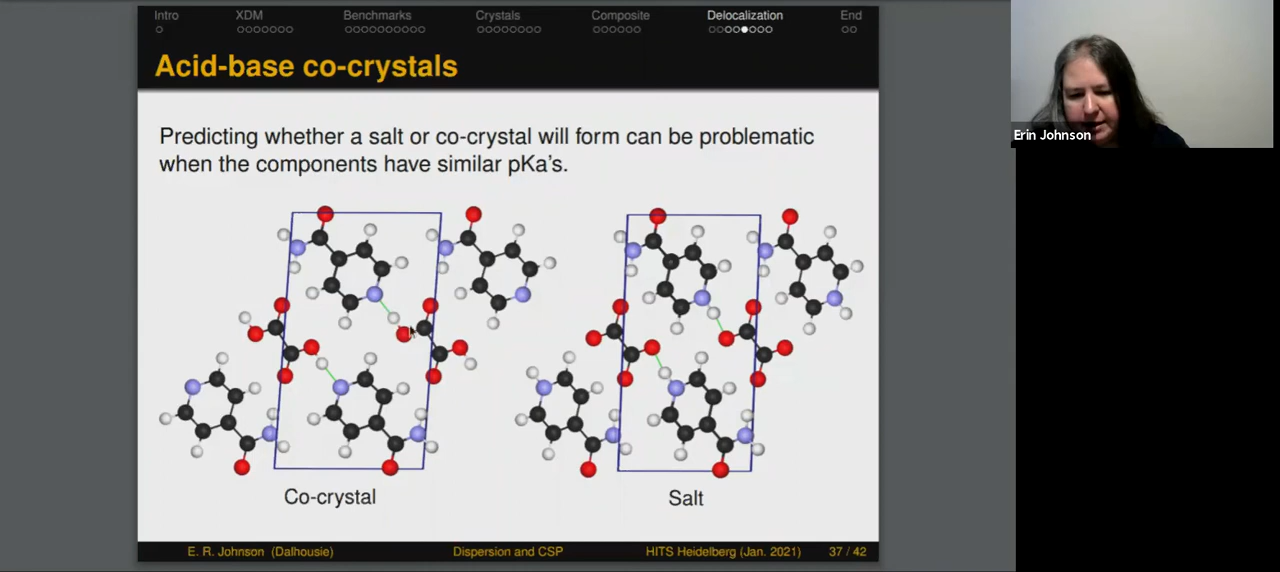 Intro XDM Benchmarks Crystals Composite Delocalization End
Acid-base co-crystals
Predicting whether a salt or co-crystal will form can be problematic
when the components have similar pKa's.
Co-crystal
Salt
E. R. Johnson (Dalhousie) Dispersion and CSP HITS Heidelberg (Jan. 2021) 37 / 42
Erin Johnson